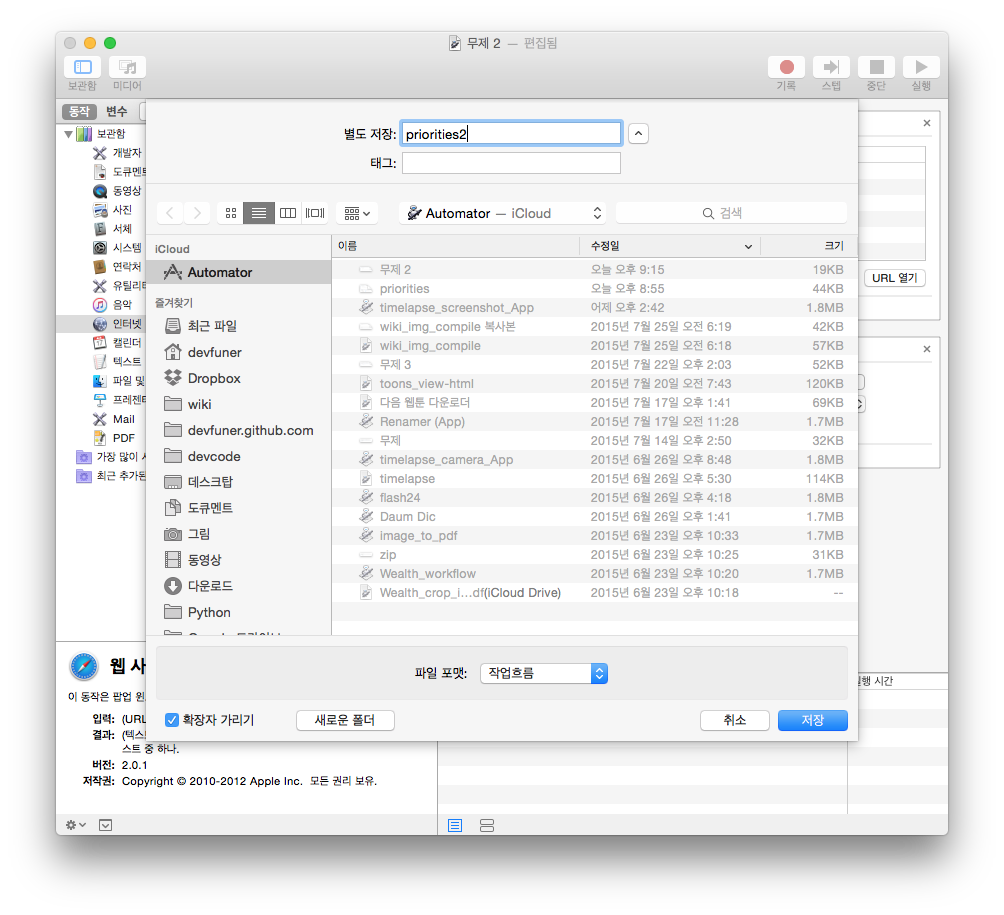 무제 2 — 편집됨
보관함 미디어 기록 스텝 중단 실행
동작 변수
보관함
개발자
도큐멘트
동영상
사진
서체
시스템
연락처
유틸리티
음악
인터넷
캘린더
텍스트
파일 및
프레젠테
Mail
PDF
가장 많이 사
최근 추가된
별도 저장: priorities2
태그:
Automator — iCloud
검색
iCloud
Automator
즐겨찾기
최근 파일
devfuner
Dropbox
wiki
devfuner.github.com
devcode
데스크탑
도큐멘트
그림
동영상
다운로드
Python
이름 수정일 크기
무제 2 오늘 오후 9:15 19KB
priorities 오늘 오후 8:55 44KB
timelapse_screenshot_App 어제 오후 2:42 1.8MB
wiki_img_compile 복사본 2015년 7월 25일 오전 6:19 42KB
wiki_img_compile 2015년 7월 25일 오전 6:18 57KB
무제 3 2015년 7월 22일 오후 2:03 52KB
toons_view-html 2015년 7월 20일 오후 7:43 120KB
다음 웹툰 다운로더 2015년 7월 17일 오후 1:41 69KB
Renamer (App) 2015년 7월 17일 오전 11:28 1.7MB
무제 2015년 7월 14일 오후 2:50 32KB
timelapse_camera_App 2015년 6월 26일 오후 8:48 1.8MB
timelapse 2015년 6월 26일 오후 5:30 114KB
flash24 2015년 6월 26일 오후 4:18 1.8MB
Daum Dic 2015년 6월 26일 오후 1:41 1.7MB
image_to_pdf 2015년 6월 23일 오후 10:33 1.7MB
zip 2015년 6월 23일 오후 10:25 31KB
Wealth_workflow 2015년 6월 23일 오후 10:20 1.7MB
Wealth_crop_i...df(iCloud Drive) 2015년 6월 23일 오후 10:18 --
파일 포맷: 작업흐름
확장자 가리기 새로운 폴더 취소 저장
URL 열기
실행 시간
웹 사
이 동작은 팝업 윈
입력: (URL
결과: (텍스
스트 중 하나.
버전: 2.0.1
저작권: Copyright © 2010-2012 Apple Inc. 모든 권리 보유.